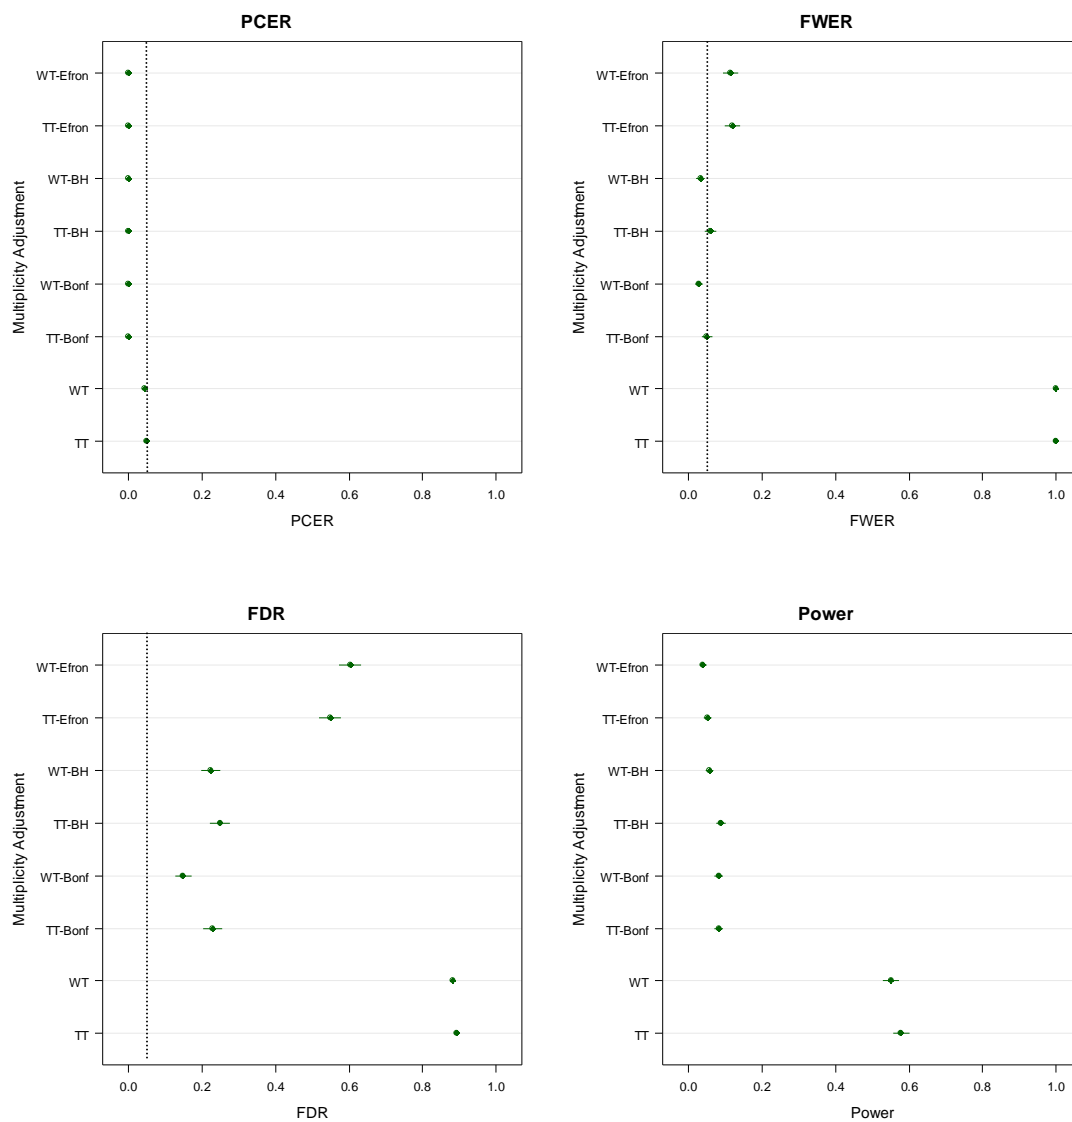 PCER
Multiplicity Adjustment
WT-Efron
TT-Efron
WT-BH
TT-BH
WT-Bonf
TT-Bonf
WT
TT
0.0 0.2 0.4 0.6 0.8 1.0
PCER
FWER
Multiplicity Adjustment
WT-Efron
TT-Efron
WT-BH
TT-BH
WT-Bonf
TT-Bonf
WT
TT
0.0 0.2 0.4 0.6 0.8 1.0
FWER
FDR
Multiplicity Adjustment
WT-Efron
TT-Efron
WT-BH
TT-BH
WT-Bonf
TT-Bonf
WT
TT
0.0 0.2 0.4 0.6 0.8 1.0
FDR
Power
Multiplicity Adjustment
WT-Efron
TT-Efron
WT-BH
TT-BH
WT-Bonf
TT-Bonf
WT
TT
0.0 0.2 0.4 0.6 0.8 1.0
Power